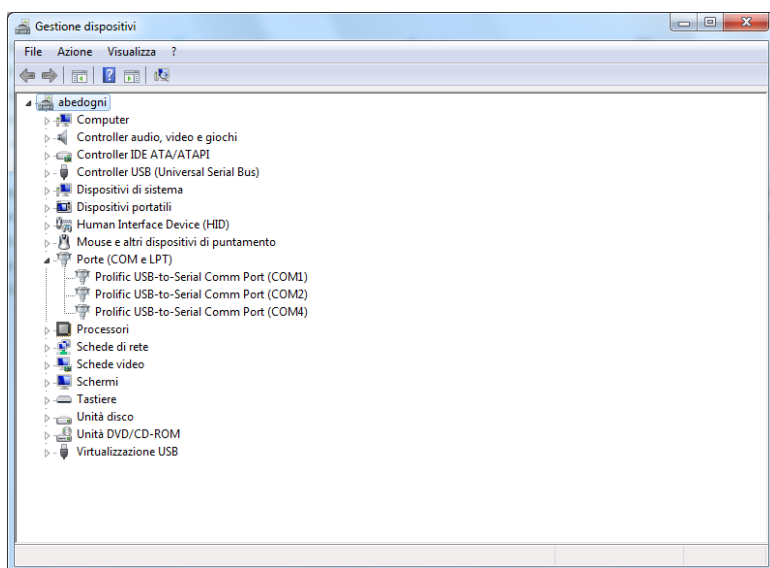 Gestione dispositivi
File Azione Visualizza ?
abedogni
Computer
Controller audio, video e giochi
Controller IDE ATA/ATAPI
Controller USB (Universal Serial Bus)
Dispositivi di sistema
Dispositivi portatili
Human Interface Device (HID)
Mouse e altri dispositivi di puntamento
Porte (COM e LPT)
Prolific USB-to-Serial Comm Port (COM1)
Prolific USB-to-Serial Comm Port (COM2)
Prolific USB-to-Serial Comm Port (COM4)
Processori
Schede di rete
Schede video
Schermi
Tastiere
Unità disco
Unità DVD/CD-ROM
Virtualizzazione USB